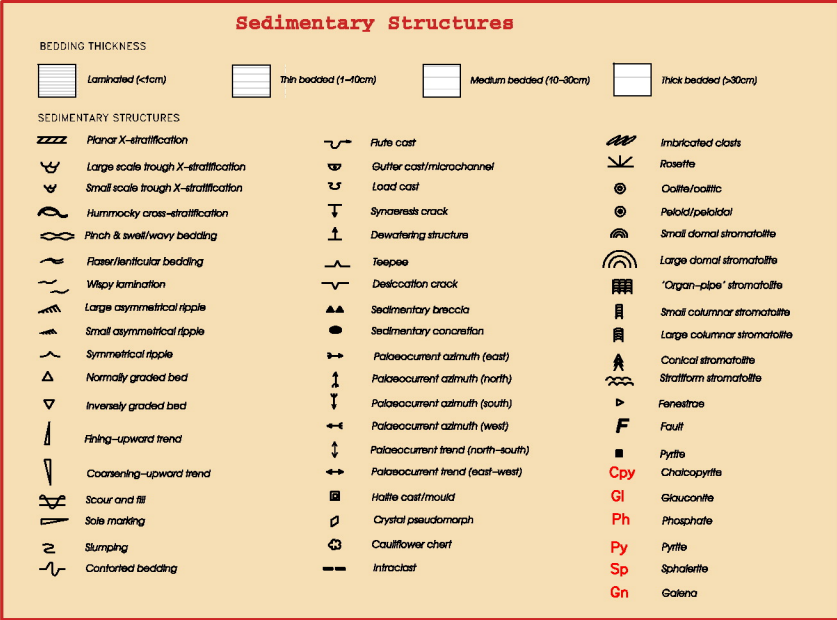 Sedimentary Structures
BEDDING THICKNESS
Laminated (<1cm)
Thin bedded (1-10cm)
Medium bedded (10-30cm)
Thick bedded (>30cm)
SEDIMENTARY STRUCTURES
Planar X-stratification
Large scale trough X-stratification
Small scale trough X-stratification
Hummocky cross-stratification
Pinch & swell/wavy bedding
Flaser/lenticular bedding
Wispy lamination
Large asymmetrical ripple
Small asymmetrical ripple
Symmetrical ripple
Normally graded bed
Inversely graded bed
Fining-upward trend
Coarsening-upward trend
Scour and fill
Sole marking
Slumping
Contorted bedding
Flute cast
Gutter cast/microchannel
Load cast
Synaeresis crack
Dewatering structure
Teepee
Desiccation crack
Sedimentary breccia
Sedimentary concretion
Palaeocurrent azimuth (east)
Palaeocurrent azimuth (north)
Palaeocurrent azimuth (south)
Palaeocurrent azimuth (west)
Palaeocurrent trend (north-south)
Palaeocurrent trend (east-west)
Halite cast/mould
Crystal pseudomorph
Cauliflower chert
Intraclast
Imbricated clasts
Rosette
Oolite/oolitic
Peloid/peloidal
Small domal stromatolite
Large domal stromatolite
'Organ-pipe' stromatolite
Small columnar stromatolite
Large columnar stromatolite
Conical stromatolite
Stratiform stromatolite
Fenestrae
F Fault
Pyrite
Cpy Chalcopyrite
Gl Glauconite
Ph Phosphate
Py Pyrite
Sp Sphalerite
Gn Galena